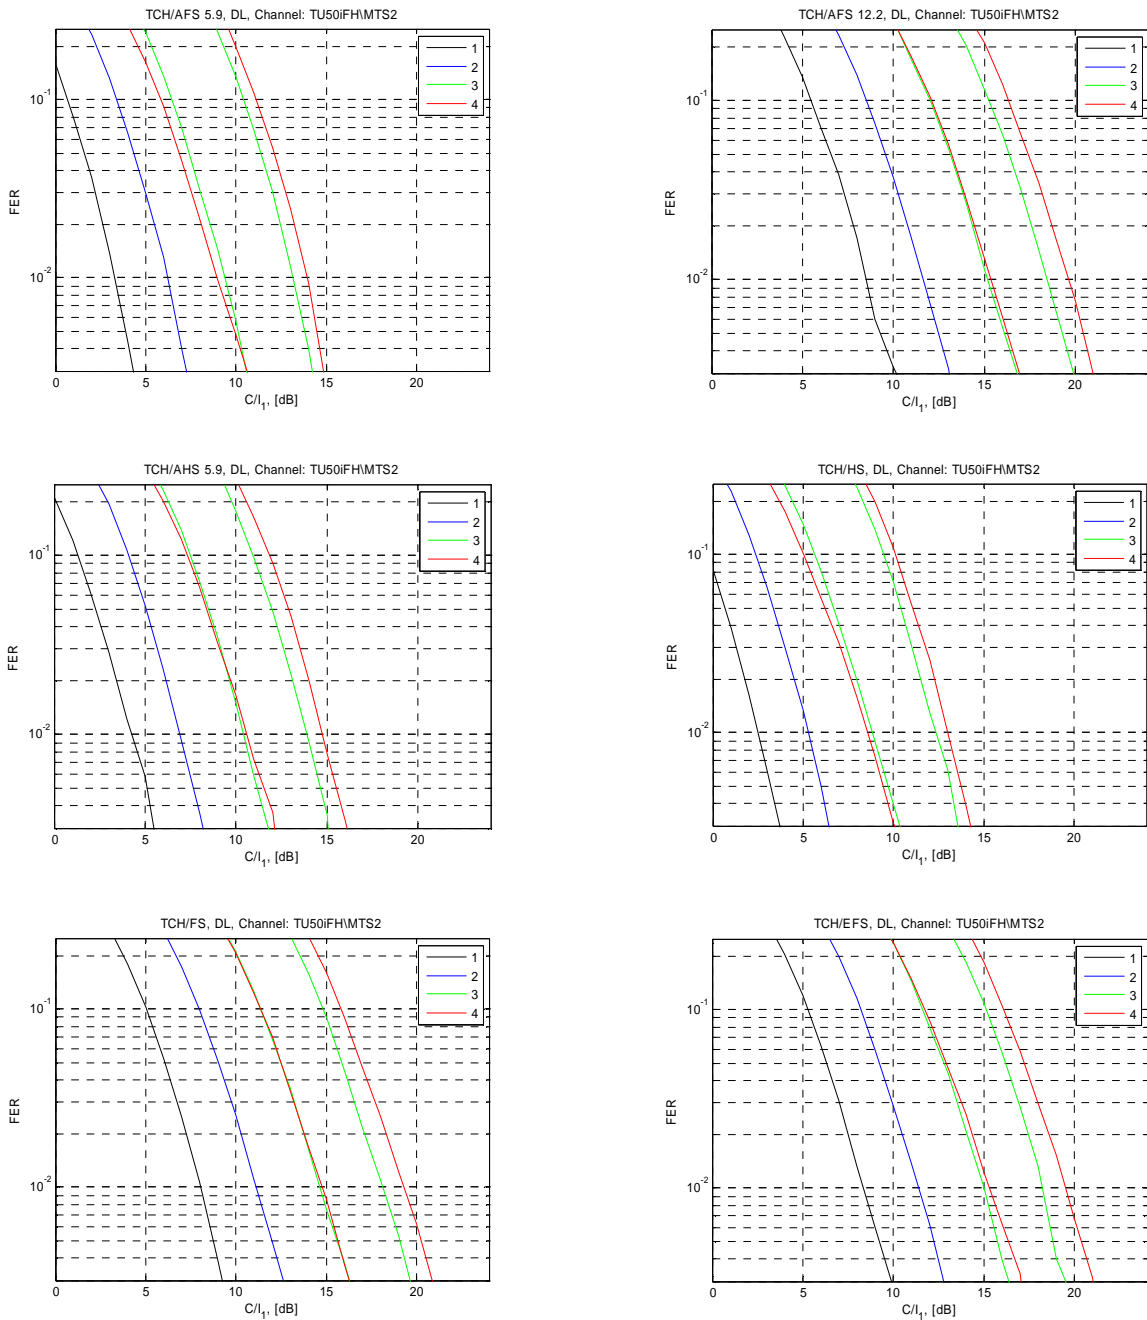 TCH/AFS 5.9, DL, Channel: TU50iFH\MTS2
1
2
3
4
10^-1
10^-2
FER
0 5 10 15 20
C/I_1, [dB]
TCH/AFS 12.2, DL, Channel: TU50iFH\MTS2
1
2
3
4
10^-1
10^-2
FER
0 5 10 15 20
C/I_1, [dB]
TCH/AHS 5.9, DL, Channel: TU50iFH\MTS2
1
2
3
4
10^-1
10^-2
FER
0 5 10 15 20
C/I_1, [dB]
TCH/HS, DL, Channel: TU50iFH\MTS2
1
2
3
4
10^-1
10^-2
FER
0 5 10 15 20
C/I_1, [dB]
TCH/FS, DL, Channel: TU50iFH\MTS2
1
2
3
4
10^-1
10^-2
FER
0 5 10 15 20
C/I_1, [dB]
TCH/EFS, DL, Channel: TU50iFH\MTS2
1
2
3
4
10^-1
10^-2
FER
0 5 10 15 20
C/I_1, [dB]